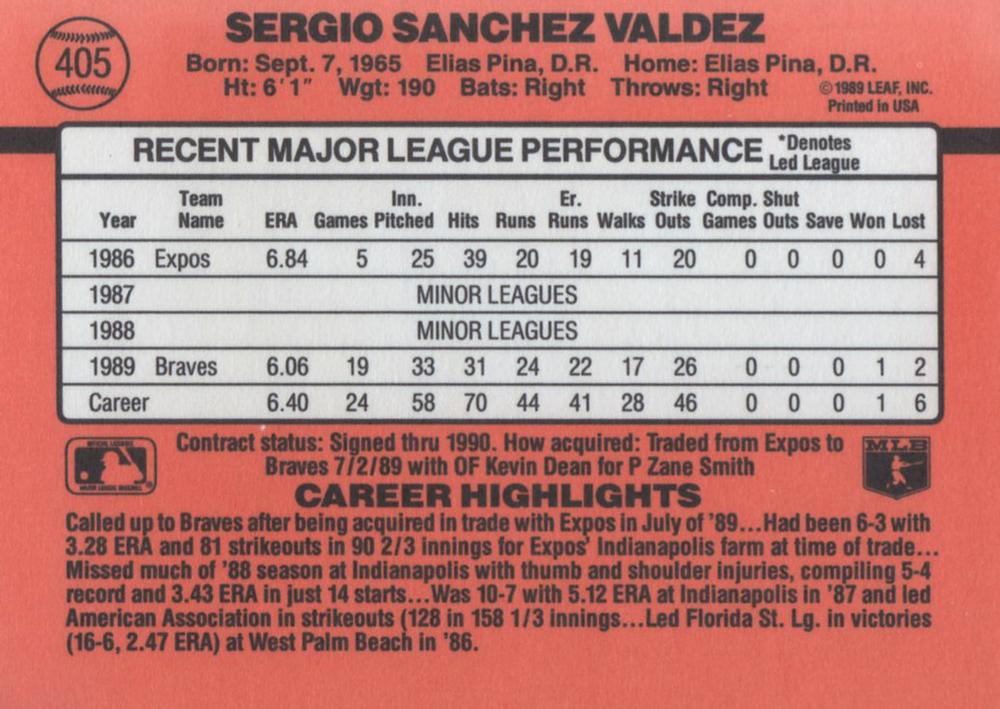 405
SERGIO SANCHEZ VALDEZ
Born: Sept. 7, 1965 Elias Pina, D.R. Home: Elias Pina, D.R.
Ht: 6'1" Wgt: 190 Bats: Right Throws: Right
©1989 LEAF, INC.
Printed in USA
RECENT MAJOR LEAGUE PERFORMANCE *Denotes Led League
Year Team Name ERA Games Inn. Pitched Hits Runs Er. Runs Walks Strike Outs Comp. Games Shut Outs Save Won Lost
1986 Expos 6.84 5 25 39 20 19 11 20 0 0 0 0 4
1987 MINOR LEAGUES
1988 MINOR LEAGUES
1989 Braves 6.06 19 33 31 24 22 17 26 0 0 0 1 2
Career 6.40 24 58 70 44 41 28 46 0 0 0 1 6
OFFICIAL LICENSEE
MAJOR LEAGUE BASEBALL
Contract status: Signed thru 1990. How acquired: Traded from Expos to
Braves 7/2/89 with OF Kevin Dean for P Zane Smith
MLB
CAREER HIGHLIGHTS
Called up to Braves after being acquired in trade with Expos in July of '89...Had been 6-3 with
3.28 ERA and 81 strikeouts in 90 2/3 innings for Expos' Indianapolis farm at time of trade...
Missed much of '88 season at Indianapolis with thumb and shoulder injuries, compiling 5-4
record and 3.43 ERA in just 14 starts...Was 10-7 with 5.12 ERA at Indianapolis in '87 and led
American Association in strikeouts (128 in 158 1/3 innings...Led Florida St. Lg. in victories
(16-6, 2.47 ERA) at West Palm Beach in '86.